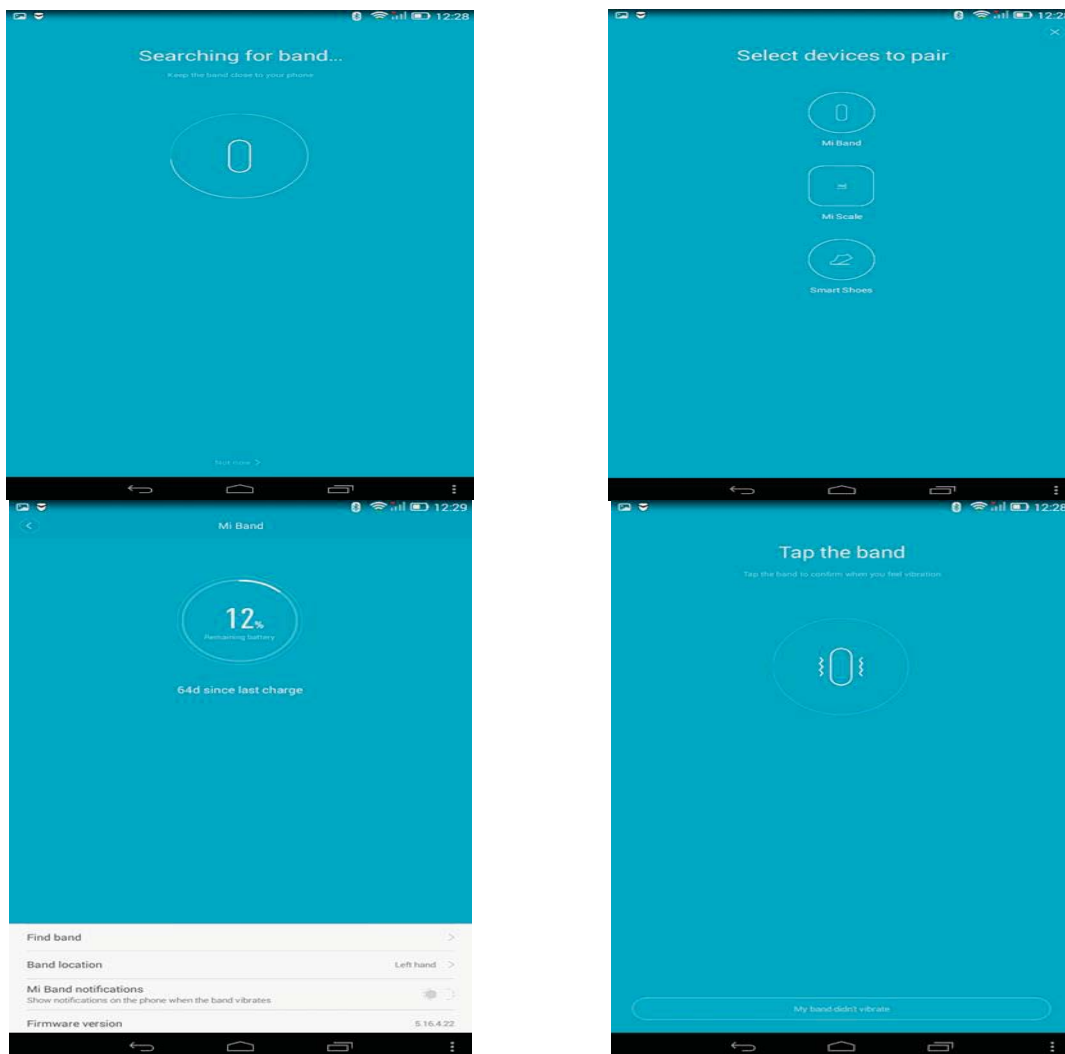 12:28
Searching for band...
Keep the band close to your phone
Not now >
12:28
Select devices to pair
Mi Band
Mi Scale
Smart Shoes
12:29
Mi Band
12%
Remaining battery
64d since last charge
Find band
Band location Left hand
Mi Band notifications
Show notifications on the phone when the band vibrates
Firmware version 5.16.4.22
12:28
Tap the band
Tap the band to confirm when you feel vibration
My band didn't vibrate